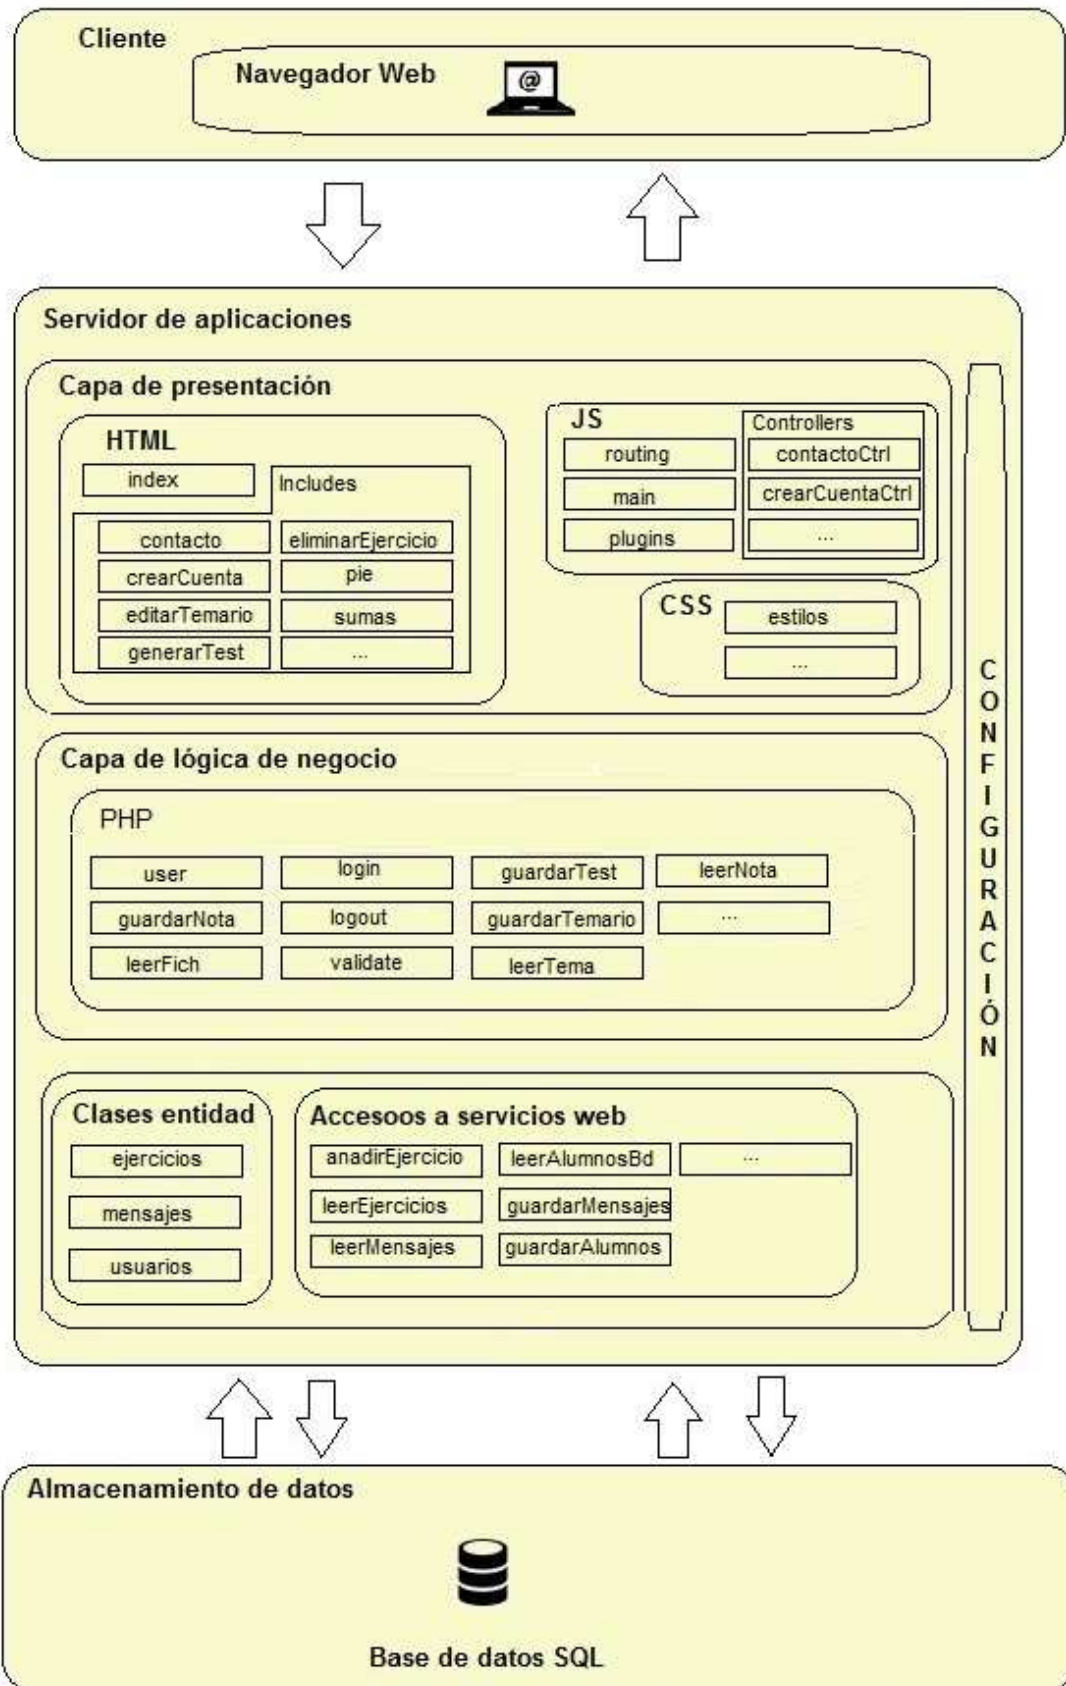 Cliente
Navegador Web
@
Servidor de aplicaciones
Capa de presentación
HTML
index
Includes
contacto
eliminarEjercicio
crearCuenta
pie
editarTemario
sumas
generarTest
...
JS
Controllers
routing
contactoCtrl
main
crearCuentaCtrl
plugins
...
CSS
estilos
...
Capa de lógica de negocio
PHP
user
login
guardarTest
leerNota
guardarNota
logout
guardarTemario
...
leerFich
validate
leerTema
CONFIGURACIÓN
Clases entidad
ejercicios
mensajes
usuarios
Accesoos a servicios web
anadirEjercicio
leerAlumnosBd
...
leerEjercicios
guardarMensajes
leerMensajes
guardarAlumnos
Almacenamiento de datos
Base de datos SQL